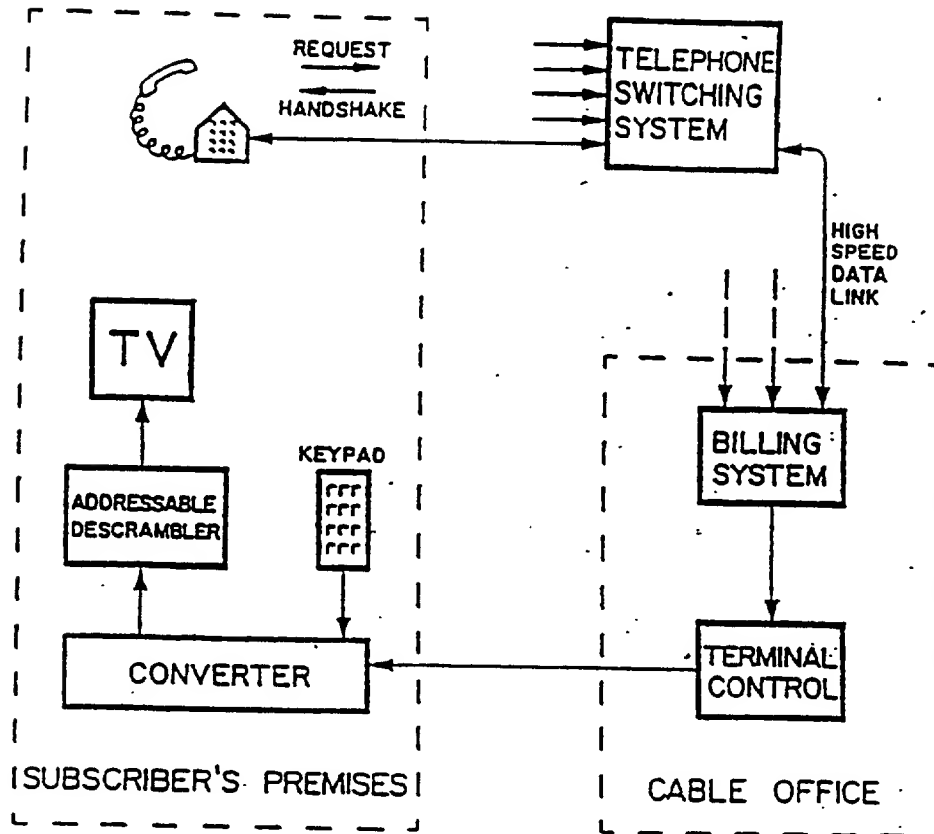 REQUEST
HANDSHAKE
TELEPHONE
SWITCHING
SYSTEM
HIGH
SPEED
DATA
LINK
TV
KEYPAD
ADDRESSABLE
DESCRAMBLER
BILLING
SYSTEM
CONVERTER
TERMINAL
CONTROL
SUBSCRIBER'S PREMISES
CABLE OFFICE